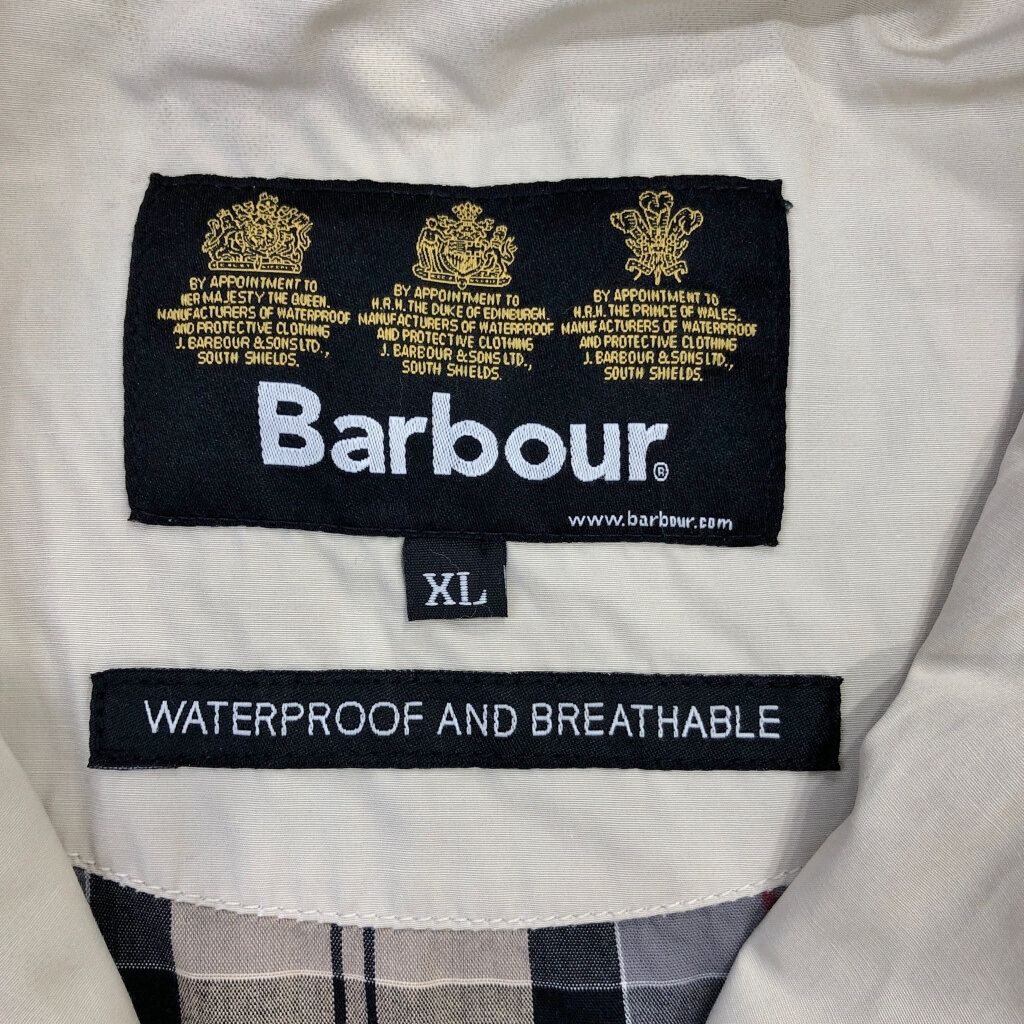 BY APPOINTMENT TO
HER MAJESTY THE QUEEN.
MANUFACTURERS OF WATERPROOF
AND PROTECTIVE CLOTHING
J. BARBOUR & SONS LTD.,
SOUTH SHIELDS.
BY APPOINTMENT TO
H.R.H. THE DUKE OF EDINBURGH.
MANUFACTURERS OF WATERPROOF
AND PROTECTIVE CLOTHING
J. BARBOUR & SONS LTD.,
SOUTH SHIELDS.
BY APPOINTMENT TO
H.R.H. THE PRINCE OF WALES.
MANUFACTURERS OF WATERPROOF
AND PROTECTIVE CLOTHING
J. BARBOUR & SONS LTD.,
SOUTH SHIELDS.
Barbour®
www.barbour.com
XL
WATERPROOF AND BREATHABLE